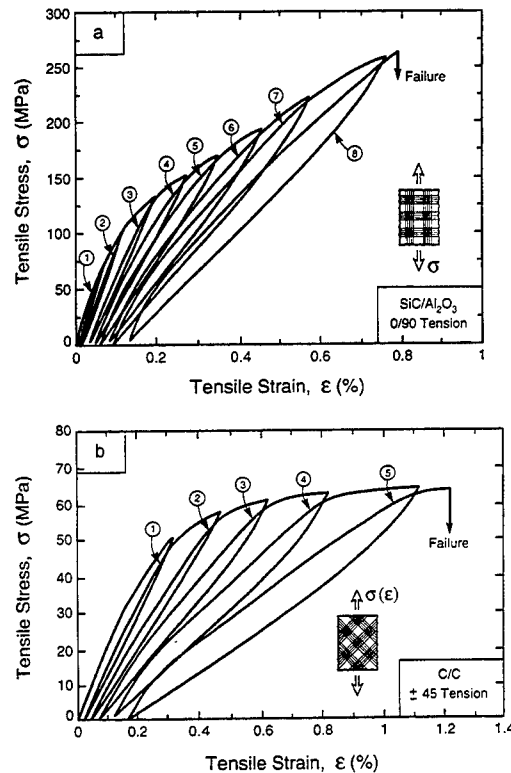 a
300
250
200
150
100
50
0
Tensile Stress, σ (MPa)
1
2
3
4
5
6
7
8
Failure
σ
SiC/Al₂O₃
0/90 Tension
0 0.2 0.4 0.6 0.8 1
Tensile Strain, ε (%)
b
80
70
60
50
40
30
20
10
0
Tensile Stress, σ (MPa)
1
2
3
4
5
Failure
σ(ε)
C/C
± 45 Tension
0 0.2 0.4 0.6 0.8 1.0 1.2 1.4
Tensile Strain, ε (%)